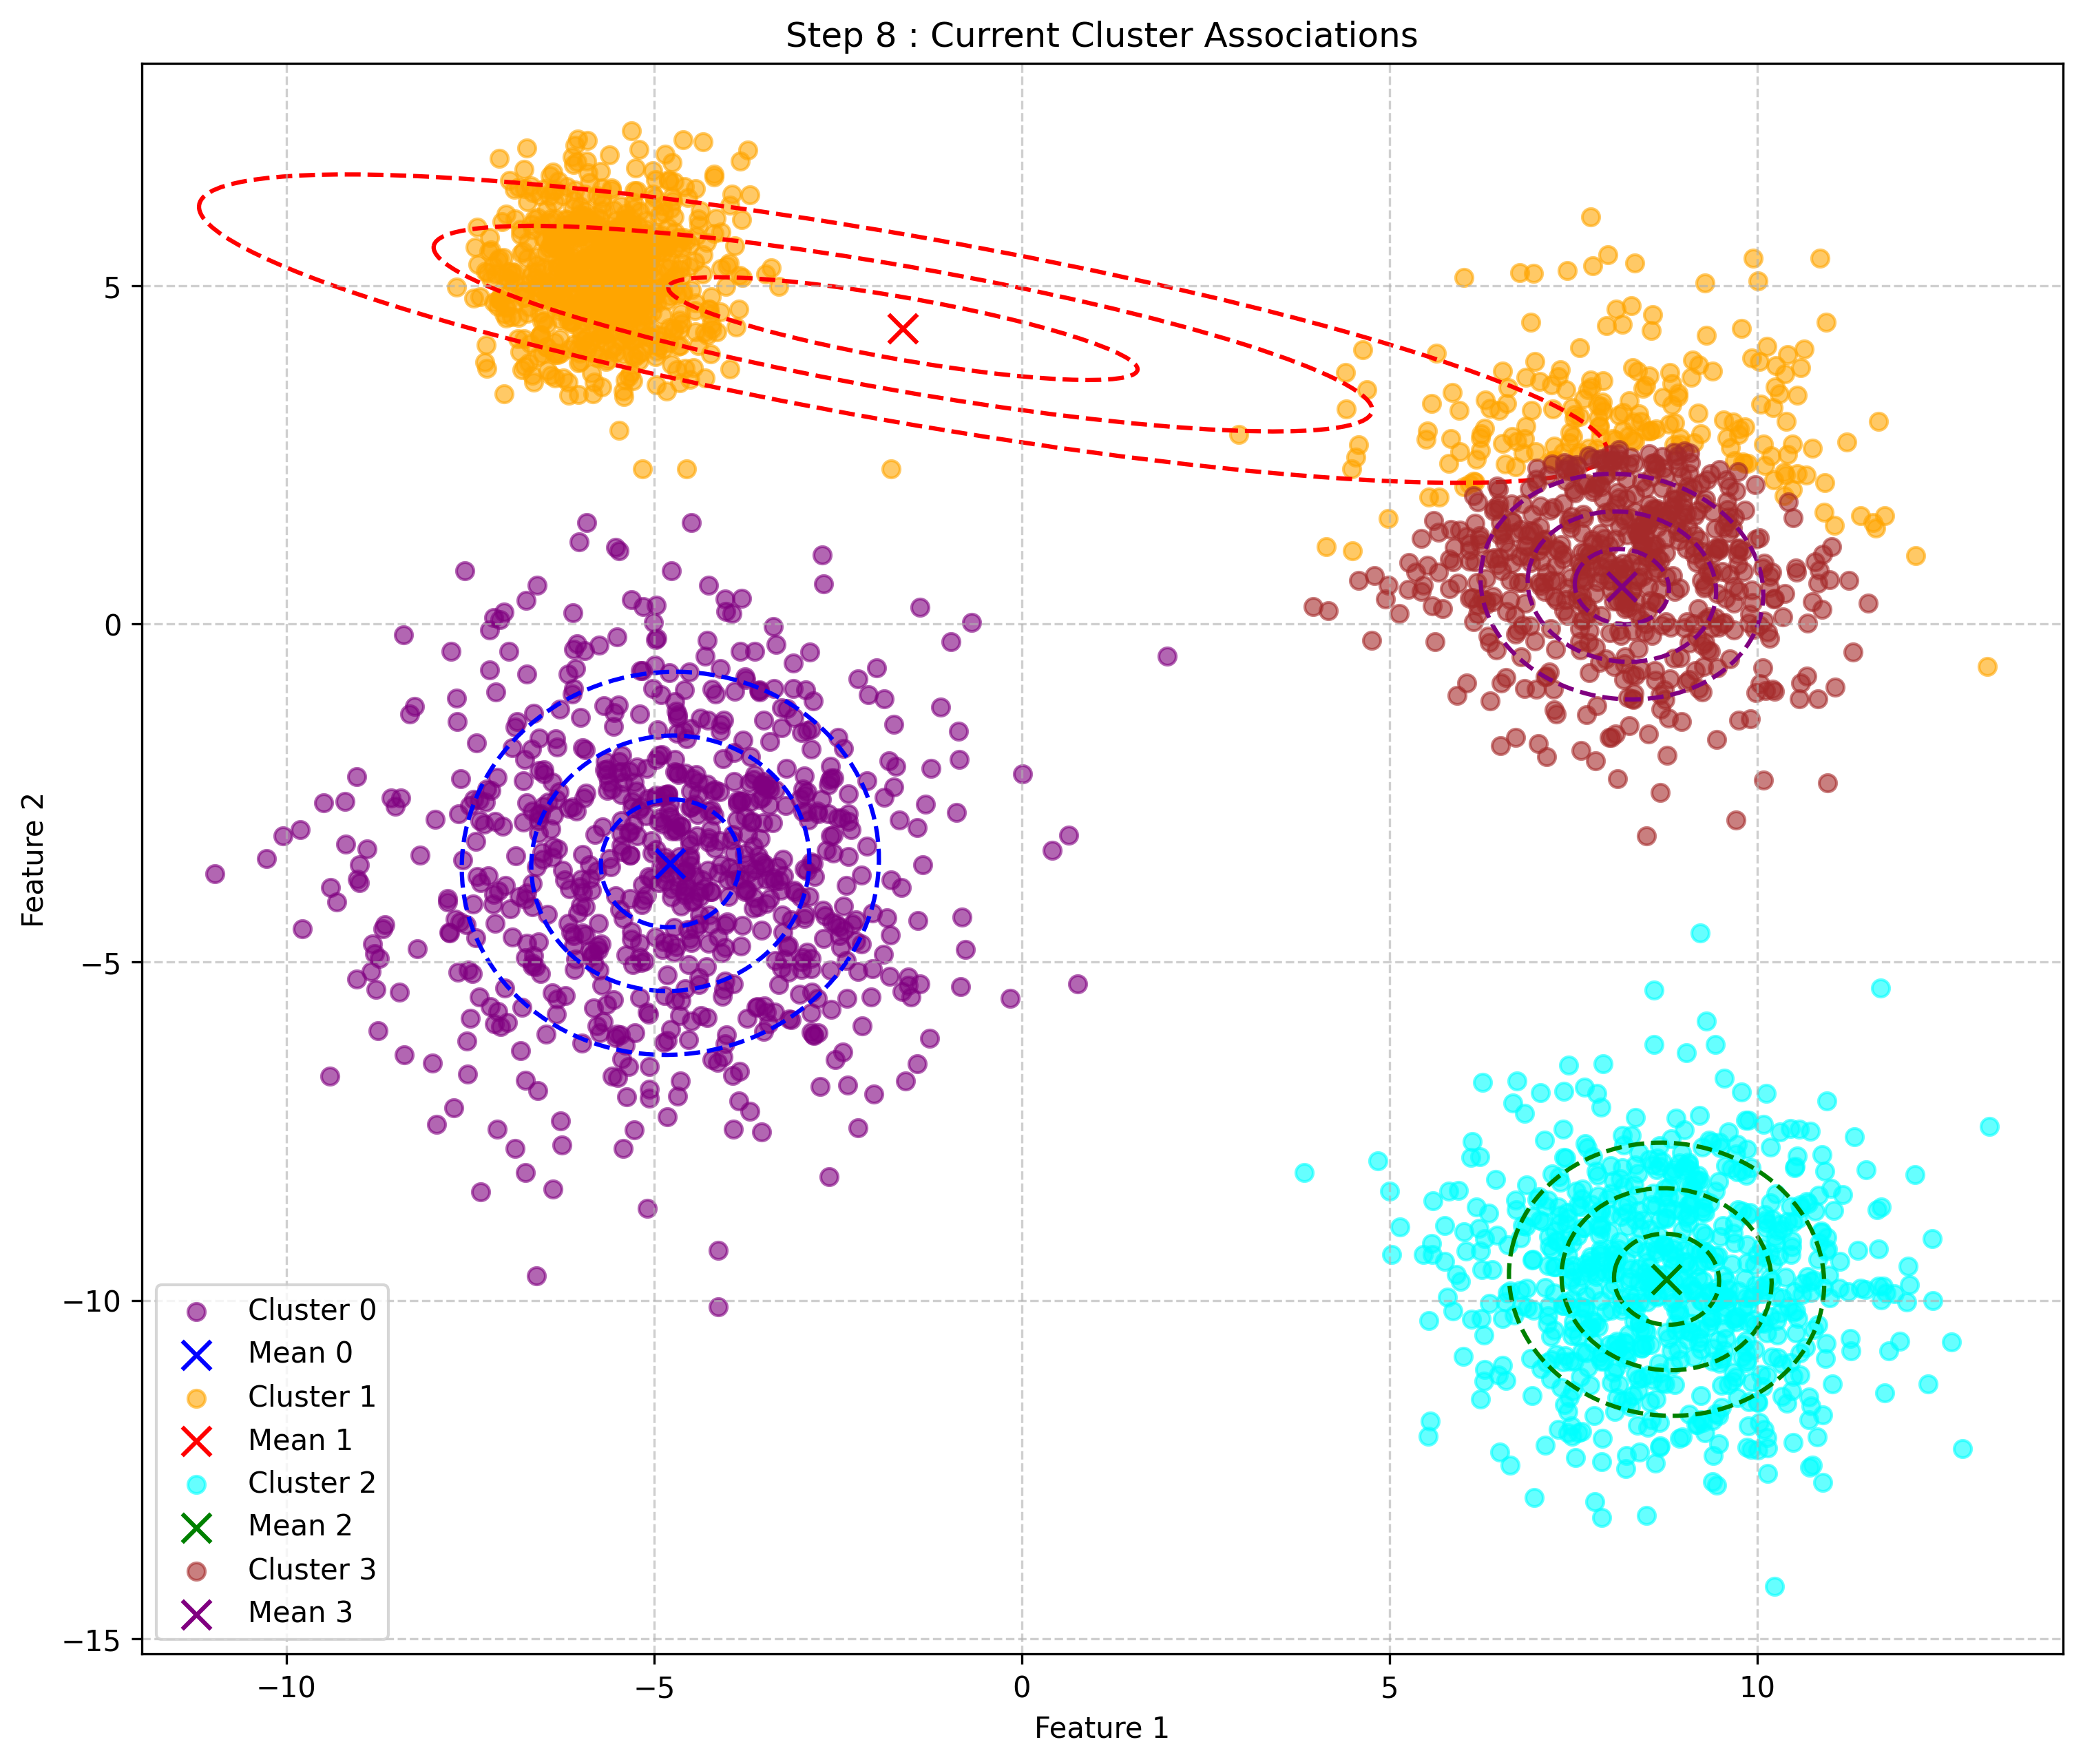 Step 8 : Current Cluster Associations
Feature 2
5
0
−5
−10
−15
Cluster 0
Mean 0
Cluster 1
Mean 1
Cluster 2
Mean 2
Cluster 3
Mean 3
−10
−5
0
5
10
Feature 1